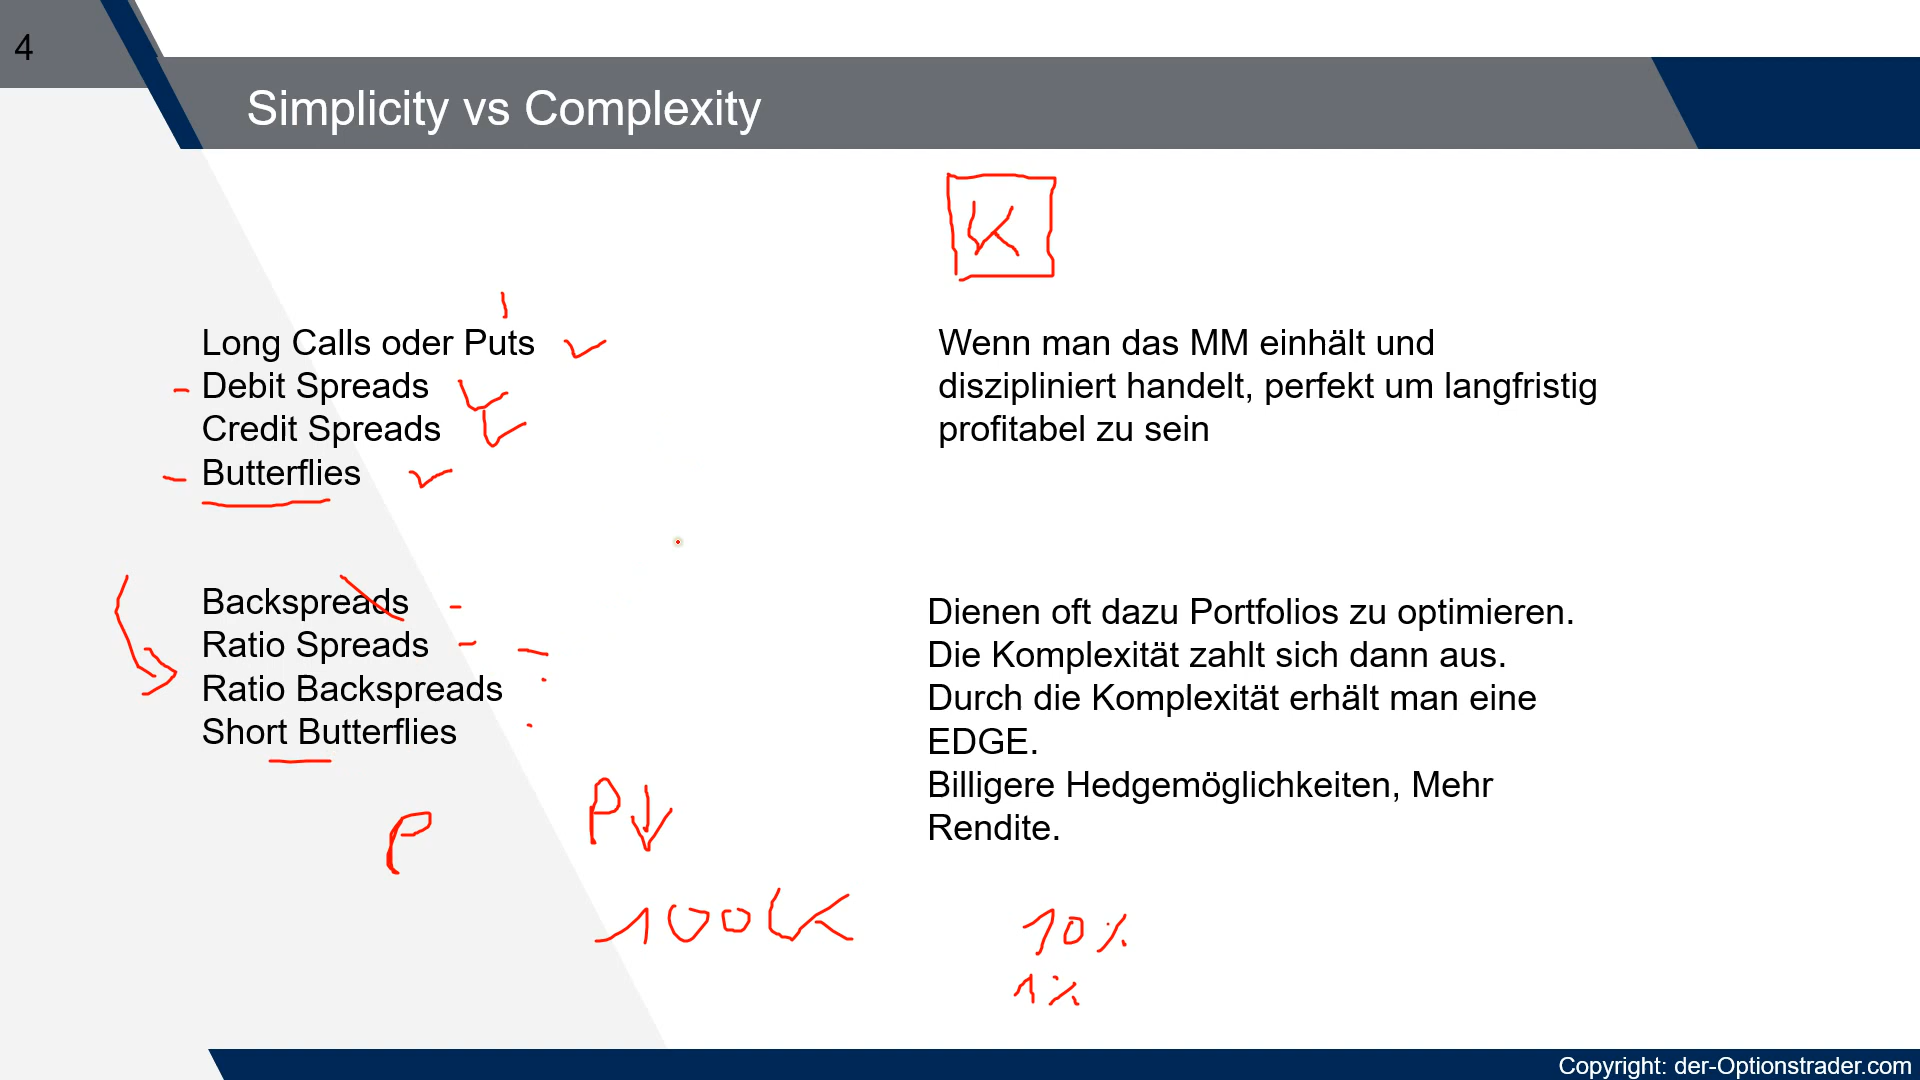 4
Simplicity vs Complexity
K
Long Calls oder Puts
Debit Spreads
Credit Spreads
Butterflies
Wenn man das MM einhält und
diszipliniert handelt, perfekt um langfristig
profitabel zu sein
Backspreads
Ratio Spreads
Ratio Backspreads
Short Butterflies
Dienen oft dazu Portfolios zu optimieren.
Die Komplexität zahlt sich dann aus.
Durch die Komplexität erhält man eine
EDGE.
Billigere Hedgemöglichkeiten, Mehr
Rendite.
P
P↓
100K
10%
1%
Copyright: der-Optionstrader.com